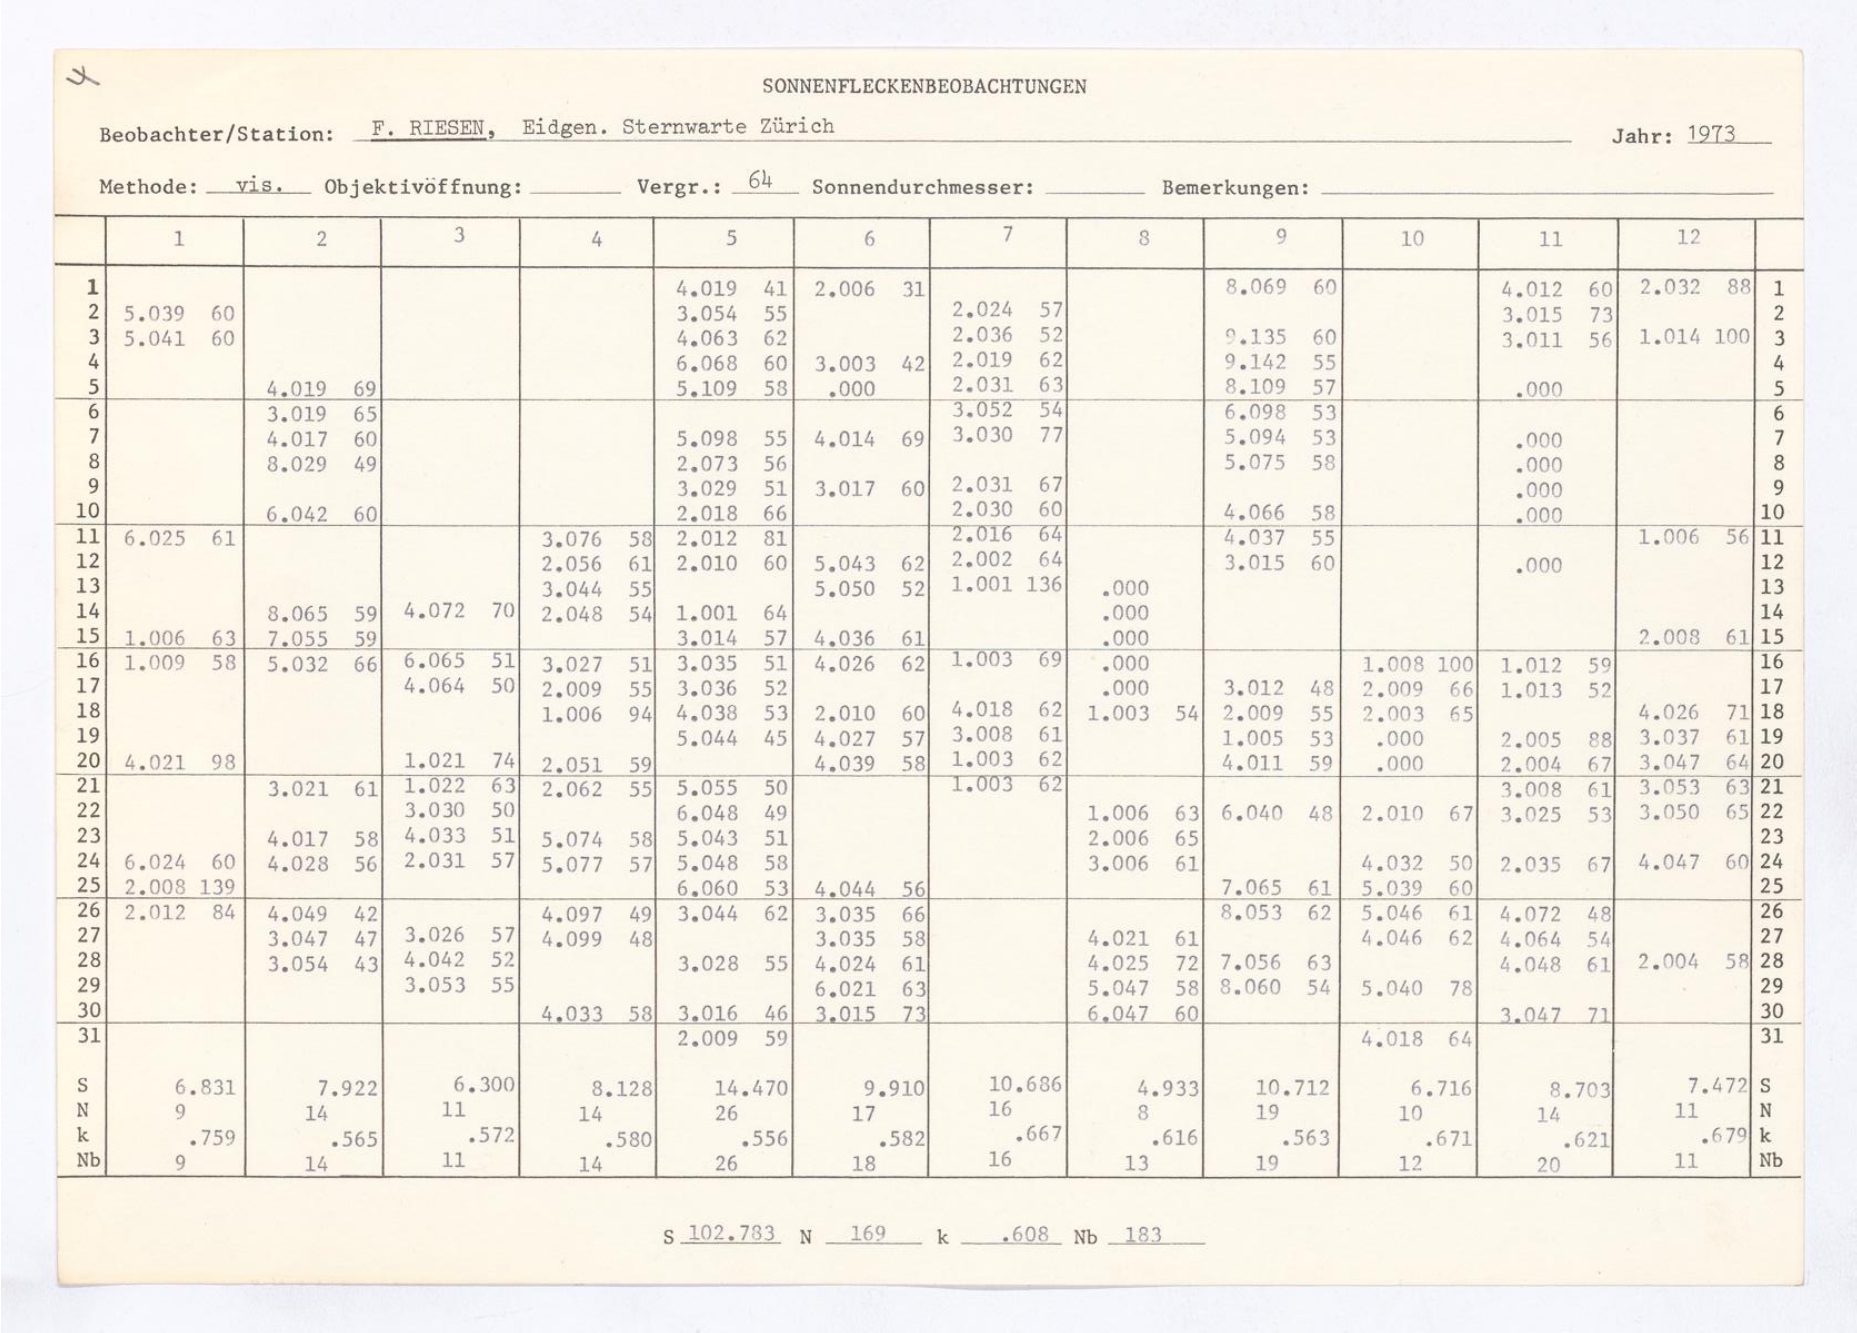 4
SONNENFLECKENBEOBACHTUNGEN
Beobachter/Station: F. RIESEN, Eidgen. Sternwarte Zürich Jahr: 1973
Methode: vis. Objektivöffnung: Vergr.: 64 Sonnendurchmesser: Bemerkungen:
1 2 3 4 5 6 7 8 9 10 11 12
1 4.019 41 2.006 31 8.069 60 4.012 60 2.032 88 1
2 5.039 60 3.054 55 2.024 57 3.015 73 2
3 5.041 60 4.063 62 2.036 52 9.135 60 3.011 56 1.014 100 3
4 6.068 60 3.003 42 2.019 62 9.142 55 4
5 4.019 69 5.109 58 .000 2.031 63 8.109 57 .000 5
6 3.019 65 3.052 54 6.098 53 6
7 4.017 60 5.098 55 4.014 69 3.030 77 5.094 53 .000 7
8 8.029 49 2.073 56 5.075 58 .000 8
9 3.029 51 3.017 60 2.031 67 .000 9
10 6.042 60 2.018 66 2.030 60 4.066 58 .000 10
11 6.025 61 3.076 58 2.012 81 2.016 64 4.037 55 1.006 56 11
12 2.056 61 2.010 60 5.043 62 2.002 64 3.015 60 .000 12
13 3.044 55 5.050 52 1.001 136 .000 13
14 8.065 59 4.072 70 2.048 54 1.001 64 .000 14
15 1.006 63 7.055 59 3.014 57 4.036 61 .000 2.008 61 15
16 1.009 58 5.032 66 6.065 51 3.027 51 3.035 51 4.026 62 1.003 69 .000 1.008 100 1.012 59 16
17 4.064 50 2.009 55 3.036 52 .000 3.012 48 2.009 66 1.013 52 17
18 1.006 94 4.038 53 2.010 60 4.018 62 1.003 54 2.009 55 2.003 65 4.026 71 18
19 5.044 45 4.027 57 3.008 61 1.005 53 .000 2.005 88 3.037 61 19
20 4.021 98 1.021 74 2.051 59 4.039 58 1.003 62 4.011 59 .000 2.004 67 3.047 64 20
21 3.021 61 1.022 63 2.062 55 5.055 50 1.003 62 3.008 61 3.053 63 21
22 3.030 50 6.048 49 1.006 63 6.040 48 2.010 67 3.025 53 3.050 65 22
23 4.017 58 4.033 51 5.074 58 5.043 51 2.006 65 23
24 6.024 60 4.028 56 2.031 57 5.077 57 5.048 58 3.006 61 4.032 50 2.035 67 4.047 60 24
25 2.008 139 6.060 53 4.044 56 7.065 61 5.039 60 25
26 2.012 84 4.049 42 4.097 49 3.044 62 3.035 66 8.053 62 5.046 61 4.072 48 26
27 3.047 47 3.026 57 4.099 48 3.035 58 4.021 61 4.046 62 4.064 54 27
28 3.054 43 4.042 52 3.028 55 4.024 61 4.025 72 7.056 63 4.048 61 2.004 58 28
29 3.053 55 6.021 63 5.047 58 8.060 54 5.040 78 29
30 4.033 58 3.016 46 3.015 73 6.047 60 3.047 71 30
31 2.009 59 4.018 64 31
S 6.831 7.922 6.300 8.128 14.470 9.910 10.686 4.933 10.712 6.716 8.703 7.472 S
N 9 14 11 14 26 17 16 8 19 10 14 11 N
k .759 .565 .572 .580 .556 .582 .667 .616 .563 .671 .621 .679 k
Nb 9 14 11 14 26 18 16 13 19 12 20 11 Nb
S 102.783 N 169 k .608 Nb 183